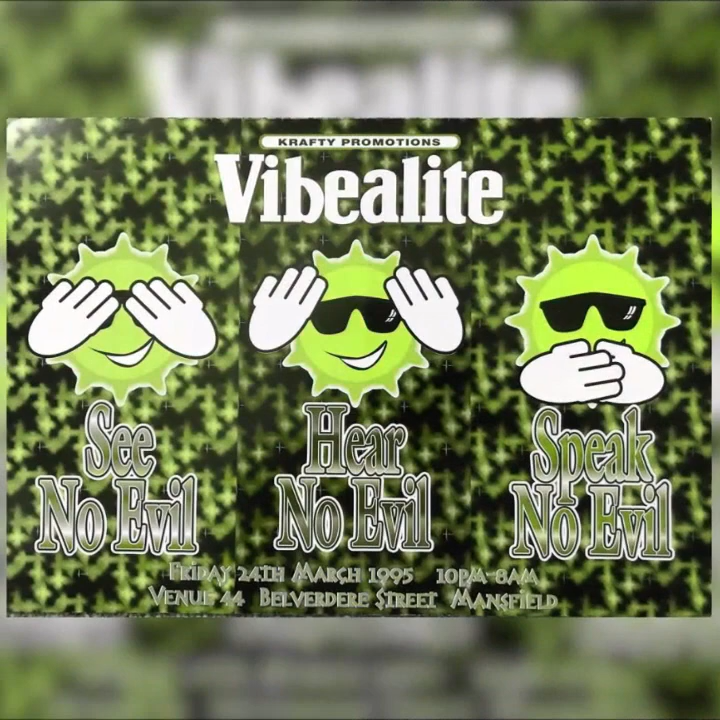 KRAFTY PROMOTIONS
Vibealite
See
No Evil
Hear
No Evil
Speak
No Evil
Friday 24th March 1995 10pm-8am
Venue 44 Belverdere Street Mansfield